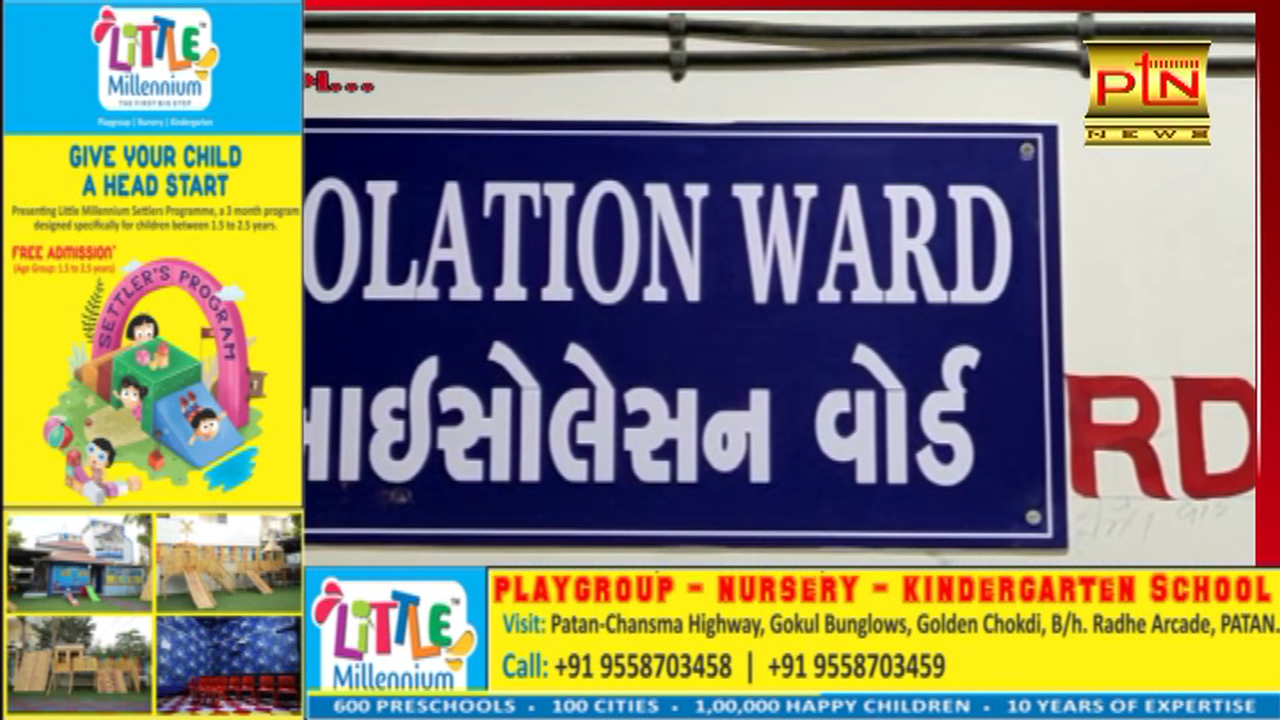 LiTTLE
Millennium
THE FIRST BIG STEP
Playgroup | Nursery | Kindergarten
GIVE YOUR CHILD
A HEAD START
Presenting Little Millennium Settlers Programme, a 3 month program
designed specifically for children between 1.5 to 2.5 years.
FREE ADMISSION*
(Age Group: 1.5 to 2.5 years)
SETTLER'S PROGRAM
PTN
NEWS
OLATION WARD
આઈસોલેસન વોર્ડ
RD
LiTTLE
Millennium
PLAYGROUP - NURSERY - KINDERGARTEN SCHOOL
Visit: Patan-Chansma Highway, Gokul Bunglows, Golden Chokdi, B/h. Radhe Arcade, PATAN.
Call: +91 9558703458 | +91 9558703459
600 PRESCHOOLS • 100 CITIES • 1,00,000 HAPPY CHILDREN • 10 YEARS OF EXPERTISE